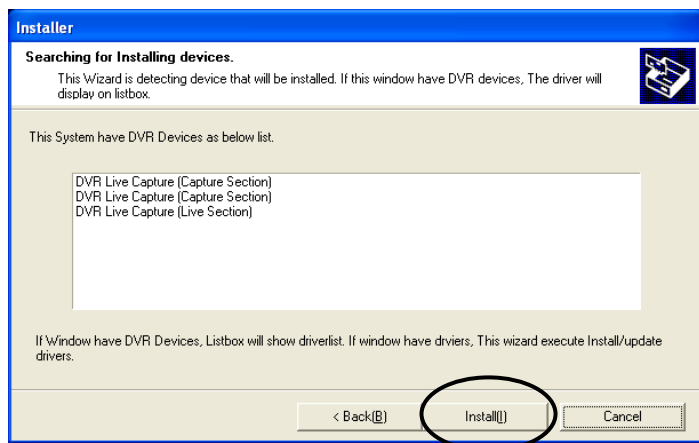 Installer
Searching for Installing devices.
This Wizard is detecting device that will be installed. If this window have DVR devices, The driver will
display on listbox.
This System have DVR Devices as below list.
DVR Live Capture (Capture Section)
DVR Live Capture (Capture Section)
DVR Live Capture (Live Section)
If Window have DVR Devices, Listbox will show driverlist. If window have drviers, This wizard execute Install/update
drivers.
< Back(B) Install(I) Cancel